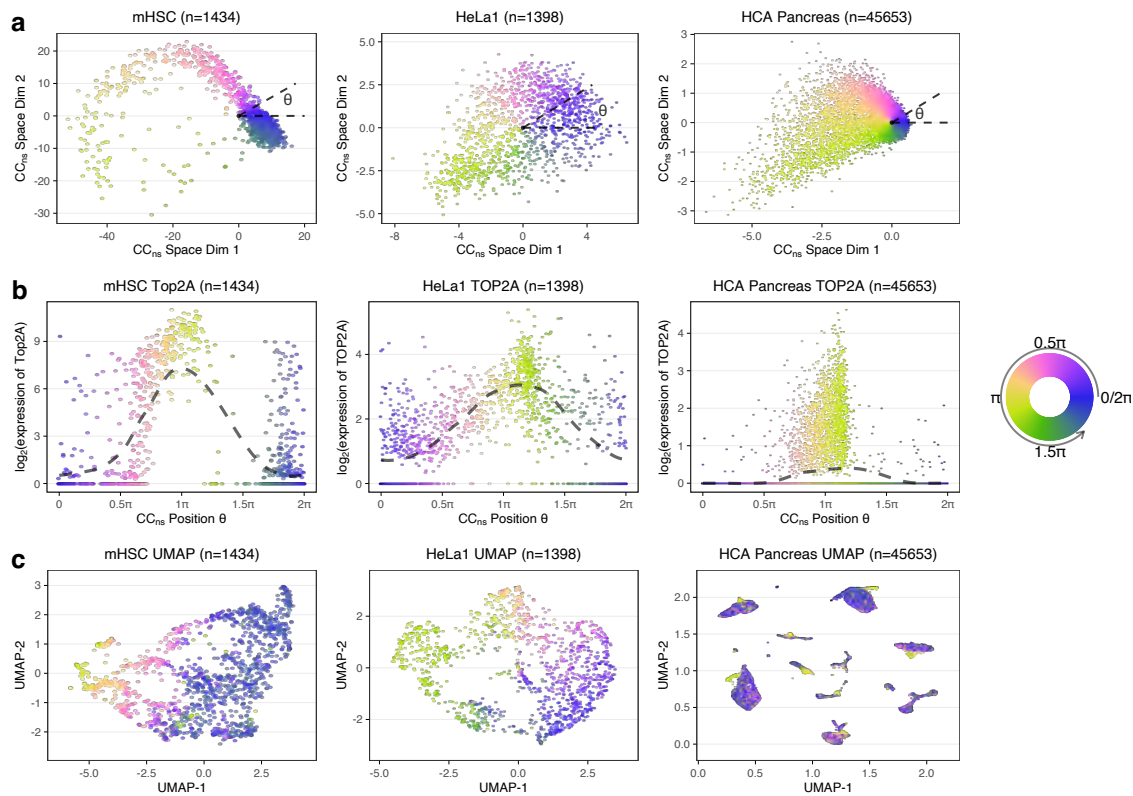 a
mHSC (n=1434)
HeLa1 (n=1398)
HCA Pancreas (n=45653)
CCns Space Dim 2
20
10
0
-10
-20
-30
θ
-40
-20
0
20
CCns Space Dim 1
CCns Space Dim 2
5.0
2.5
0.0
-2.5
-5.0
θ
-8
-4
0
4
CCns Space Dim 1
CCns Space Dim 2
3
2
1
0
-1
-2
-3
θ
-5.0
-2.5
0.0
CCns Space Dim 1
b
mHSC Top2A (n=1434)
HeLa1 TOP2A (n=1398)
HCA Pancreas TOP2A (n=45653)
log2(expression of Top2A)
9
6
3
0
0
0.5π
1π
1.5π
2π
CCns Position θ
log2(expression of TOP2A)
4
2
0
0
0.5π
1π
1.5π
2π
CCns Position θ
log2(expression of TOP2A)
4
3
2
1
0
0
0.5π
1π
1.5π
2π
CCns Position θ
0.5π
π
0/2π
1.5π
c
mHSC UMAP (n=1434)
HeLa1 UMAP (n=1398)
HCA Pancreas UMAP (n=45653)
UMAP-2
3
2
1
0
-1
-2
-5.0
-2.5
0.0
2.5
UMAP-1
UMAP-2
2
0
-2
-5.0
-2.5
0.0
2.5
UMAP-1
UMAP-2
2.0
1.5
1.0
0.5
0.0
0.0
0.5
1.0
1.5
2.0
UMAP-1